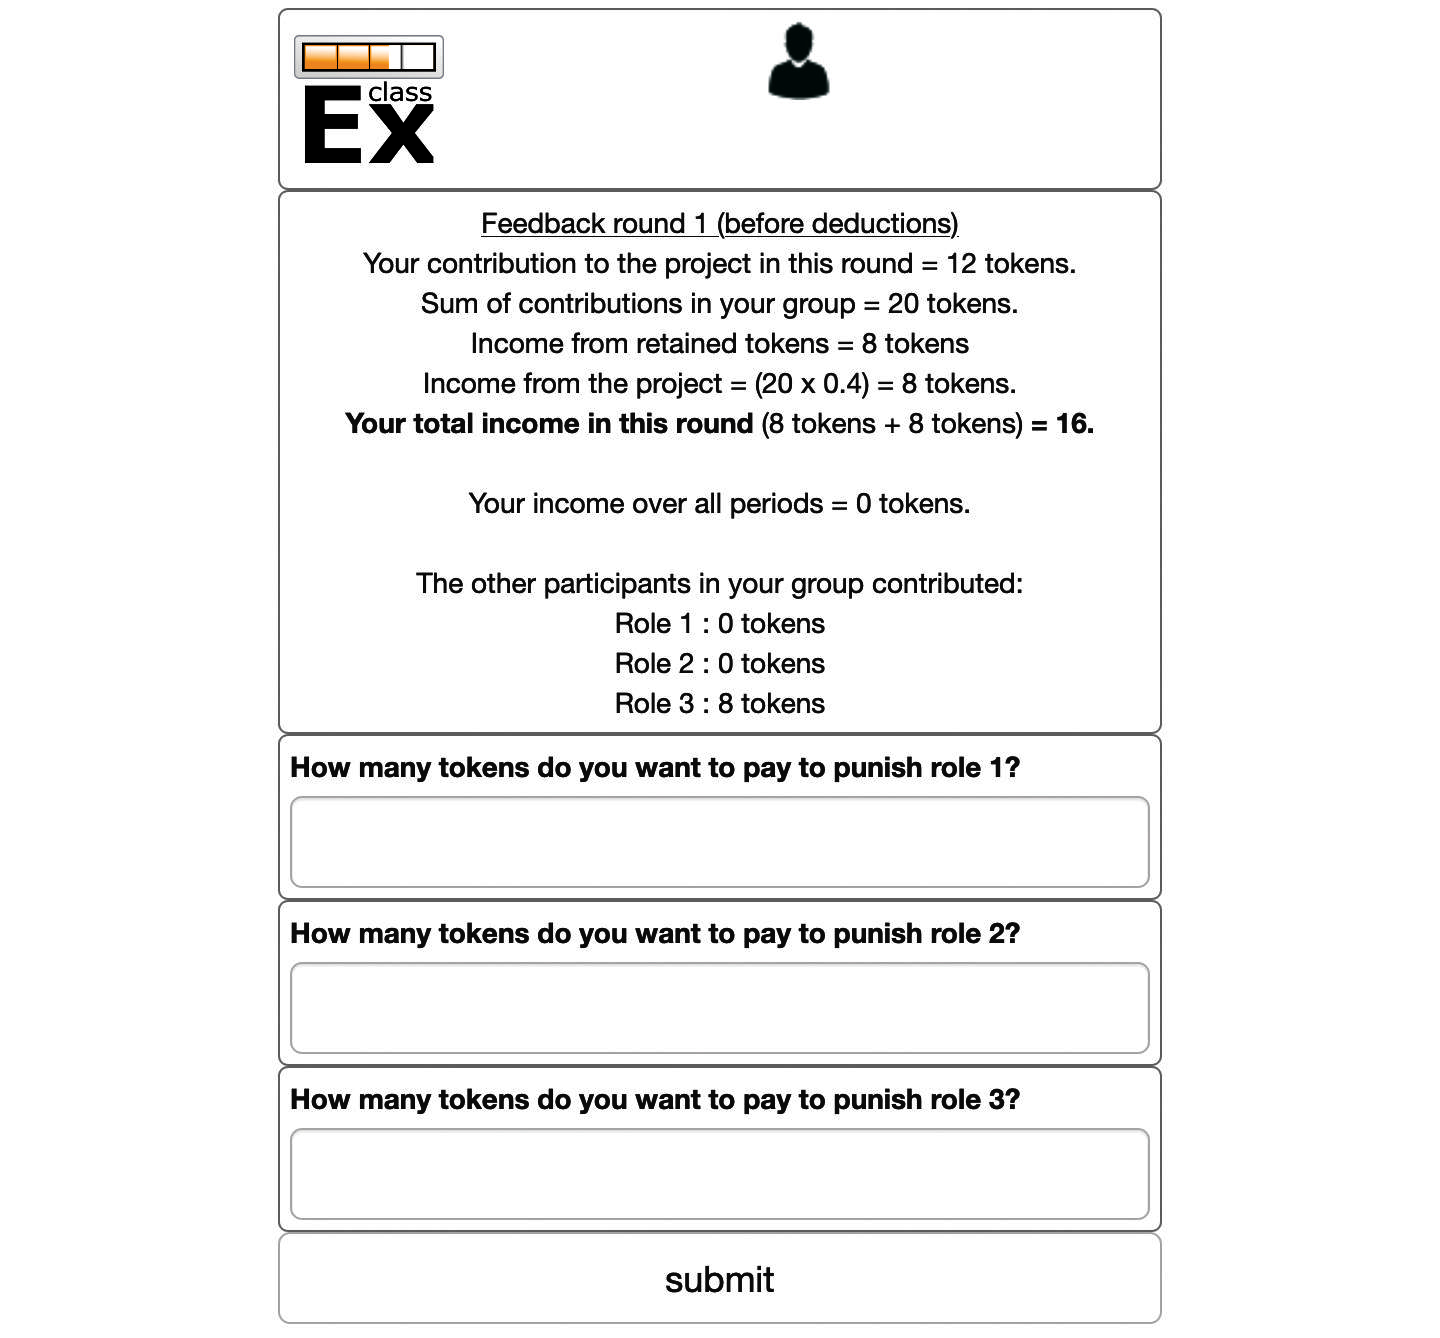 class
Ex
Feedback round 1 (before deductions)
Your contribution to the project in this round = 12 tokens.
Sum of contributions in your group = 20 tokens.
Income from retained tokens = 8 tokens
Income from the project = (20 x 0.4) = 8 tokens.
Your total income in this round (8 tokens + 8 tokens) = 16.
Your income over all periods = 0 tokens.
The other participants in your group contributed:
Role 1 : 0 tokens
Role 2 : 0 tokens
Role 3 : 8 tokens
How many tokens do you want to pay to punish role 1?
How many tokens do you want to pay to punish role 2?
How many tokens do you want to pay to punish role 3?
submit